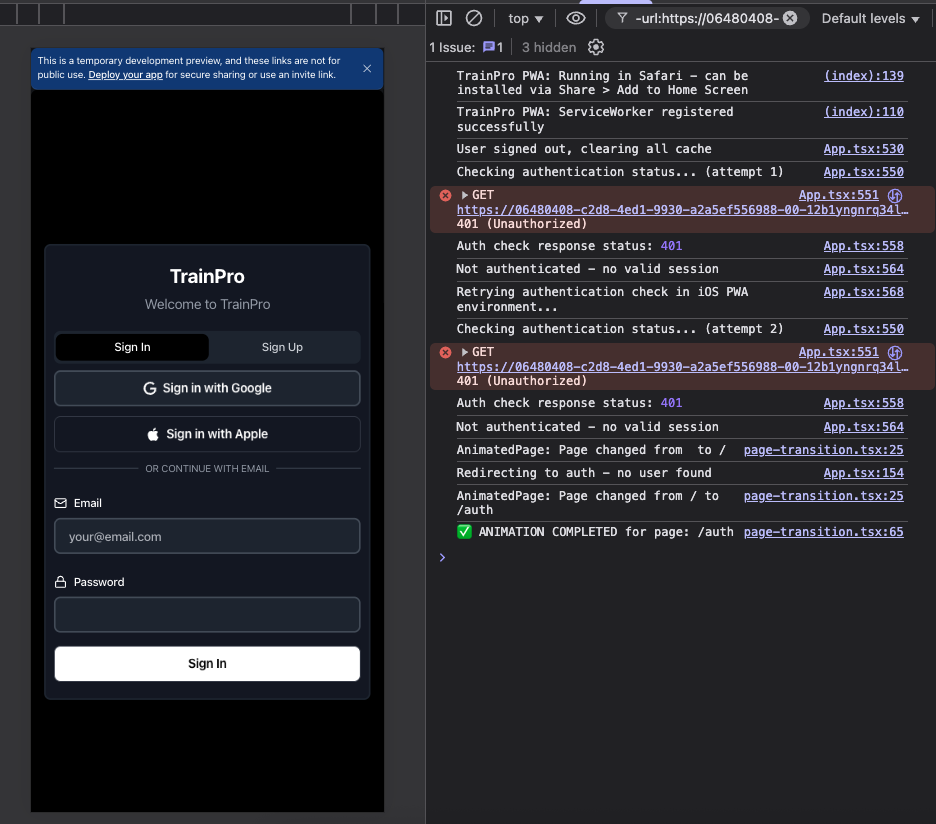 This is a temporary development preview, and these links are not for
public use. Deploy your app for secure sharing or use an invite link.
TrainPro
Welcome to TrainPro
Sign In
Sign Up
Sign in with Google
Sign in with Apple
OR CONTINUE WITH EMAIL
Email
your@email.com
Password
Sign In
top ▼
-url:https://06480408-
Default levels ▼
1 Issue: 1
3 hidden
TrainPro PWA: Running in Safari – can be (index):139
installed via Share > Add to Home Screen
TrainPro PWA: ServiceWorker registered (index):110
successfully
User signed out, clearing all cache App.tsx:530
Checking authentication status... (attempt 1) App.tsx:550
▶ GET App.tsx:551
https://06480408-c2d8-4ed1-9930-a2a5ef556988-00-12b1yngnrq34l…
401 (Unauthorized)
Auth check response status: 401 App.tsx:558
Not authenticated – no valid session App.tsx:564
Retrying authentication check in iOS PWA App.tsx:568
environment...
Checking authentication status... (attempt 2) App.tsx:550
▶ GET App.tsx:551
https://06480408-c2d8-4ed1-9930-a2a5ef556988-00-12b1yngnrq34l…
401 (Unauthorized)
Auth check response status: 401 App.tsx:558
Not authenticated – no valid session App.tsx:564
AnimatedPage: Page changed from  to / page-transition.tsx:25
Redirecting to auth – no user found App.tsx:154
AnimatedPage: Page changed from / to page-transition.tsx:25
/auth
✅ ANIMATION COMPLETED for page: /auth page-transition.tsx:65